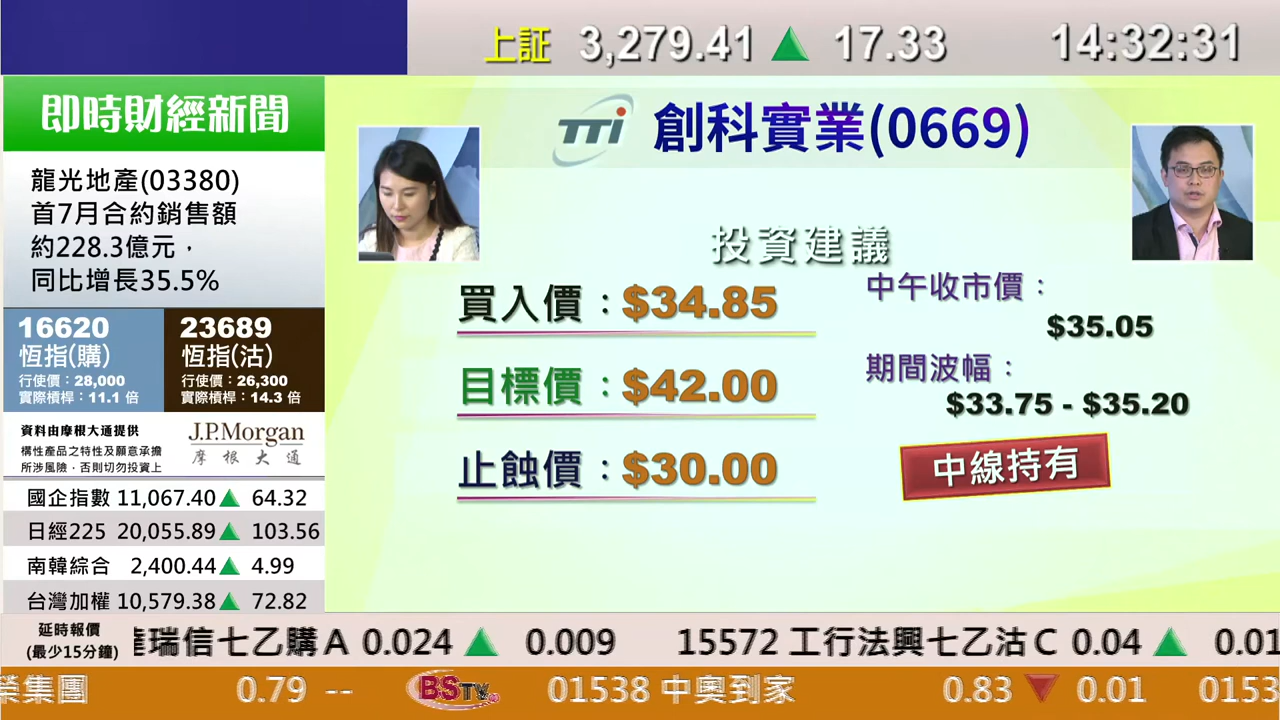 上証 3,279.41 ▲ 17.33 14:32:31
即時財經新聞
龍光地產(03380)
首7月合約銷售額
約228.3億元，
同比增長35.5%
16620
恆指(購)
行使價：28,000
實際槓桿：11.1 倍
23689
恆指(沽)
行使價：26,300
實際槓桿：14.3 倍
資料由摩根大通提供
構性產品之特性及願意承擔
所涉風險，否則切勿投資上
J.P.Morgan
摩根大通
國企指數 11,067.40 ▲ 64.32
日經225 20,055.89 ▲ 103.56
南韓綜合 2,400.44 ▲ 4.99
台灣加權 10,579.38 ▲ 72.82
TTi 創科實業(0669)
投資建議
買入價：$34.85
目標價：$42.00
止蝕價：$30.00
中午收市價：
$35.05
期間波幅：
$33.75 - $35.20
中線持有
延時報價
(最少15分鐘)
瑞信七乙購A 0.024 ▲ 0.009 15572 工行法興七乙沽C 0.04 ▲ 0.01
集團 0.79 -- BSTV 01538 中奧到家 0.83 ▼ 0.01 0153